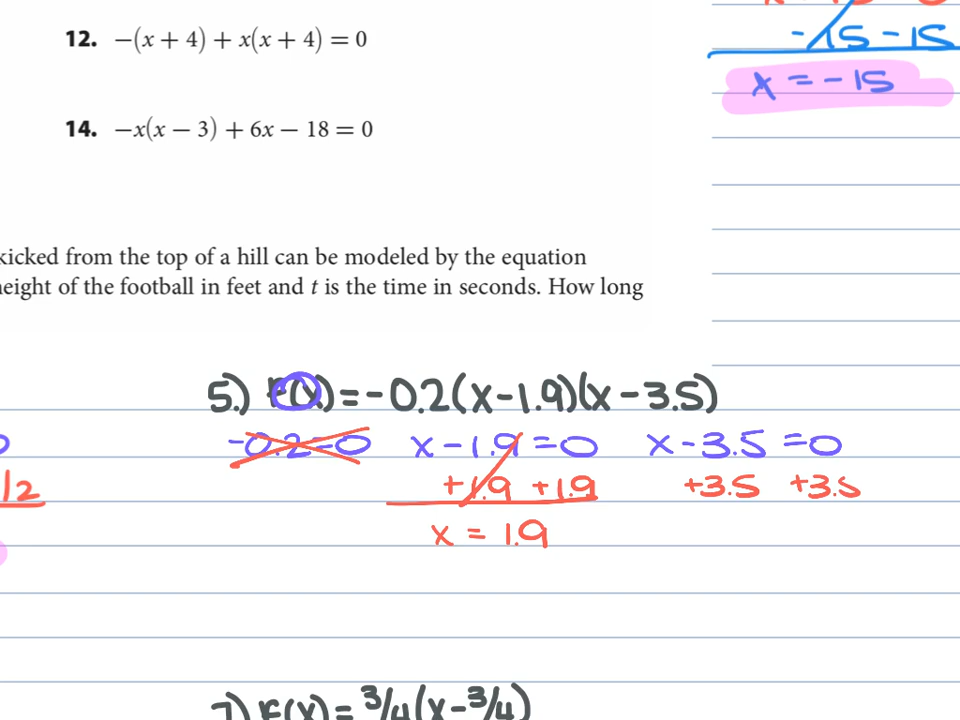 12. −(x + 4) + x(x + 4) = 0
-15 - 15
x = -15
14. −x(x − 3) + 6x − 18 = 0
kicked from the top of a hill can be modeled by the equation
eight of the football in feet and t is the time in seconds. How long
5.) F(x) = -0.2(x-1.9)(x-3.5)
-0.2=0 x-1.9=0 x-3.5=0
+1.9 +1.9 +3.5 +3.5
x = 1.9
7.) F(x) = 3/4(x-3/4)